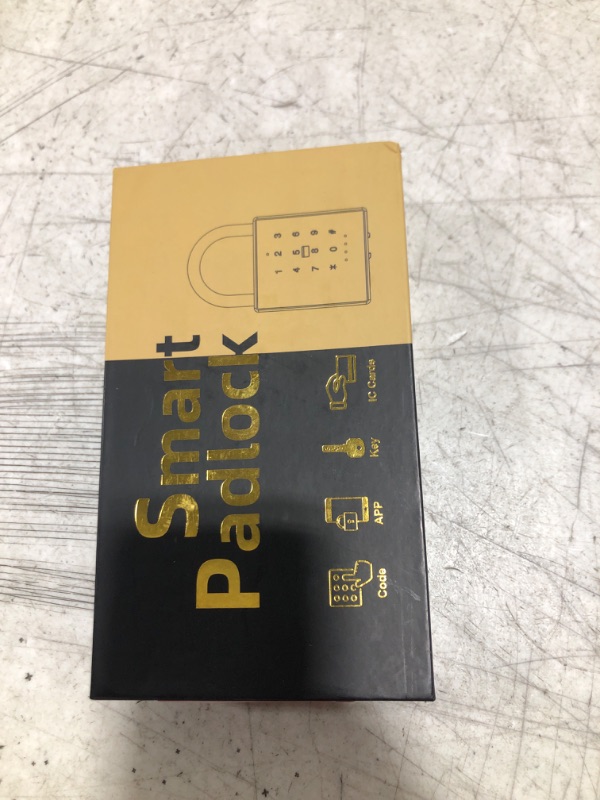 Smart
Padlock
Code
APP
Key
IC Cards
1 2 3
4 5 6
7 8 9
* 0 #